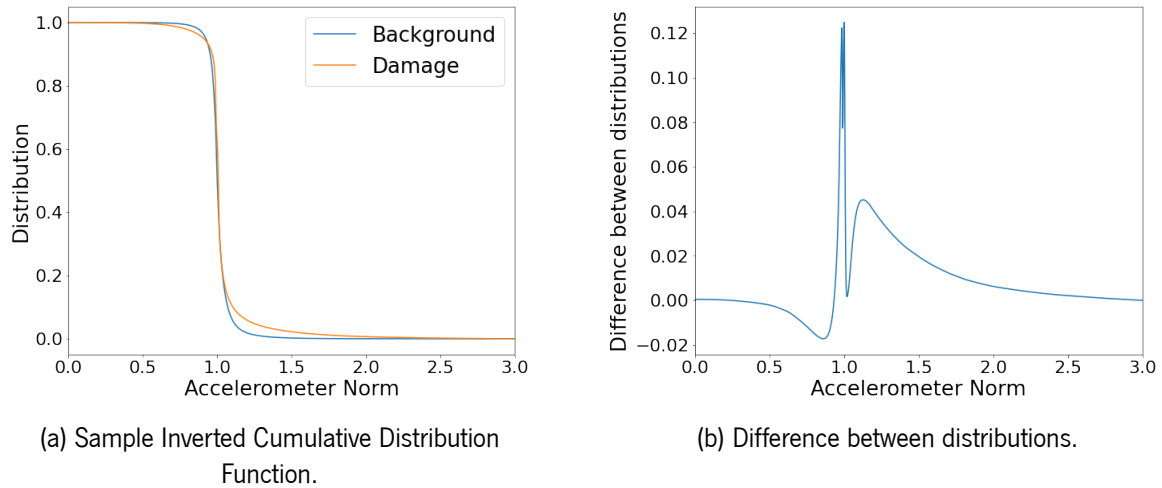 Distribution
1.0
0.8
0.6
0.4
0.2
0.0
Background
Damage
0.0 0.5 1.0 1.5 2.0 2.5 3.0
Accelerometer Norm
(a) Sample Inverted Cumulative Distribution
Function.
Difference between distributions
0.12
0.10
0.08
0.06
0.04
0.02
0.00
−0.02
0.0 0.5 1.0 1.5 2.0 2.5 3.0
Accelerometer Norm
(b) Difference between distributions.